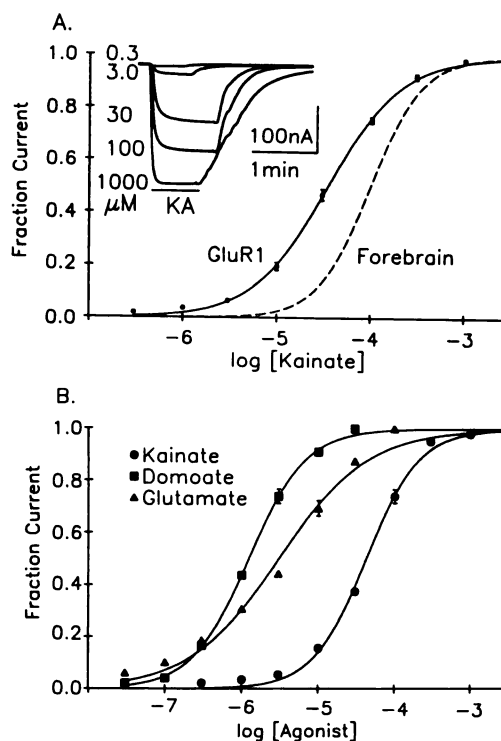 A.
0.3
3.0
30
100
1000
μM
KA
100nA
1min
GluR1
Forebrain
Fraction Current
1.0
0.8
0.6
0.4
0.2
0.0
-6
-5
-4
-3
log [Kainate]
B.
Kainate
Domoate
Glutamate
Fraction Current
1.0
0.8
0.6
0.4
0.2
0.0
-7
-6
-5
-4
-3
log [Agonist]